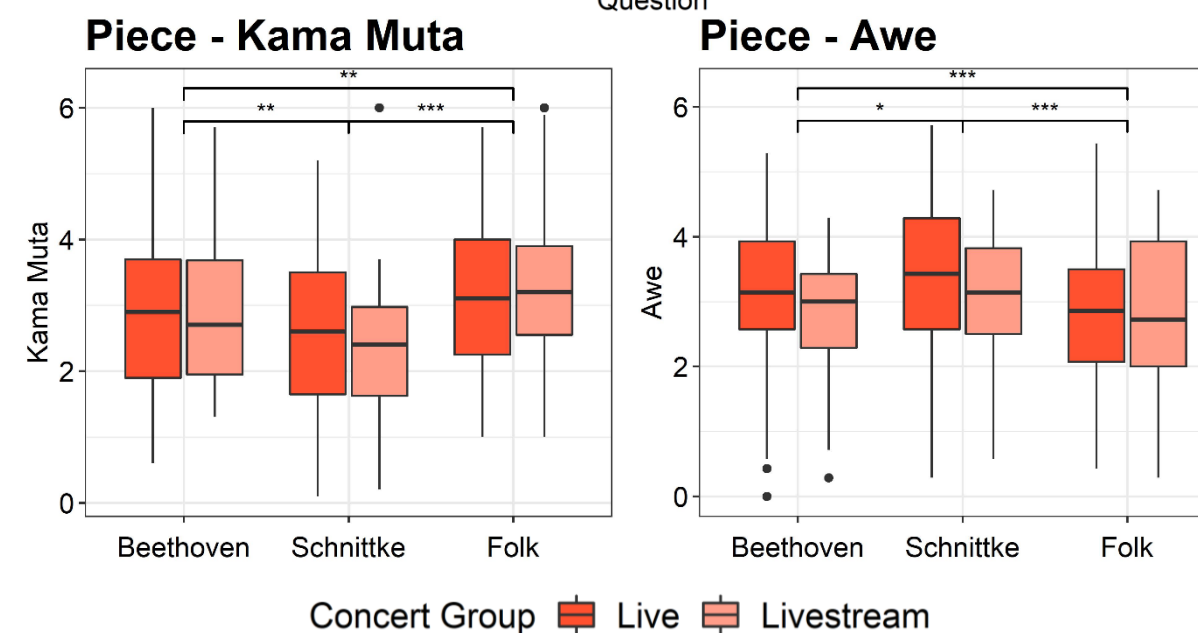 Question
Piece - Kama Muta
Piece - Awe
**
**
***
***
*
***
Kama Muta
6
4
2
0
Beethoven
Schnittke
Folk
Awe
6
4
2
0
Beethoven
Schnittke
Folk
Concert Group Live Livestream